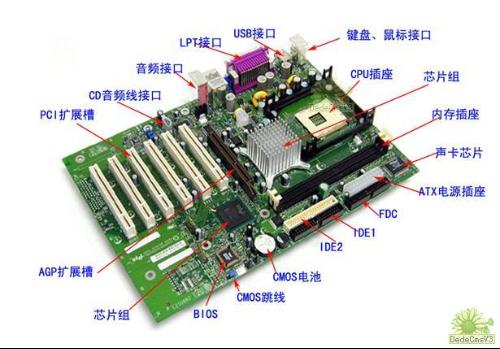 USB接口
LPT接口
键盘、鼠标接口
音频接口
CPU插座
芯片组
CD音频线接口
PCI扩展槽
内存插座
声卡芯片
ATX电源插座
FDC
IDE1
IDE2
AGP扩展槽
CMOS电池
CMOS跳线
BIOS
芯片组
DedeCmsV3